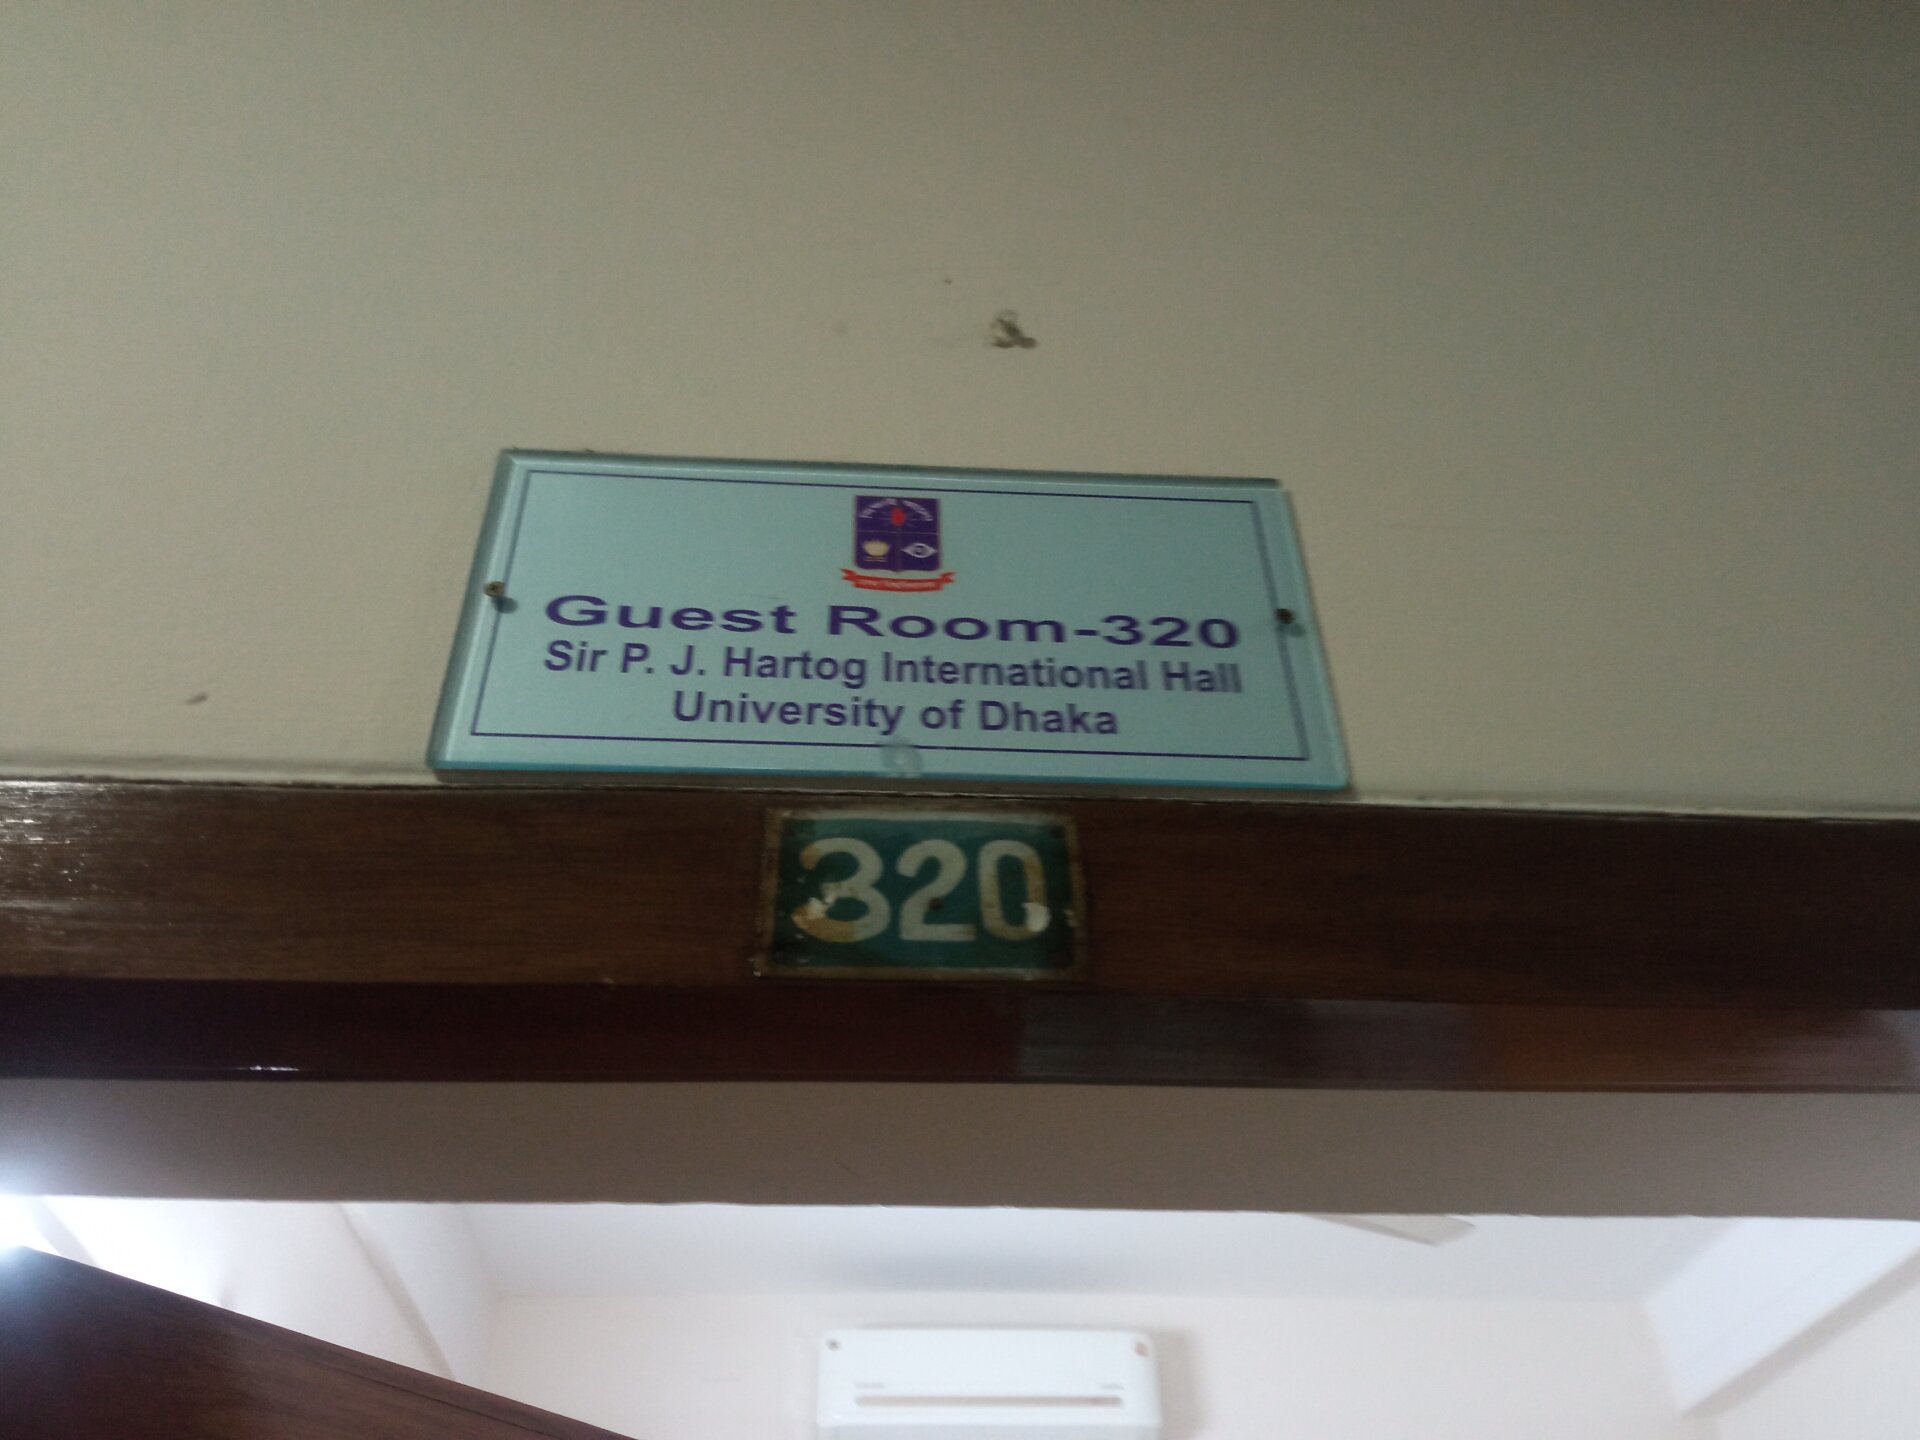 Guest Room-320
Sir P. J. Hartog International Hall
University of Dhaka
320